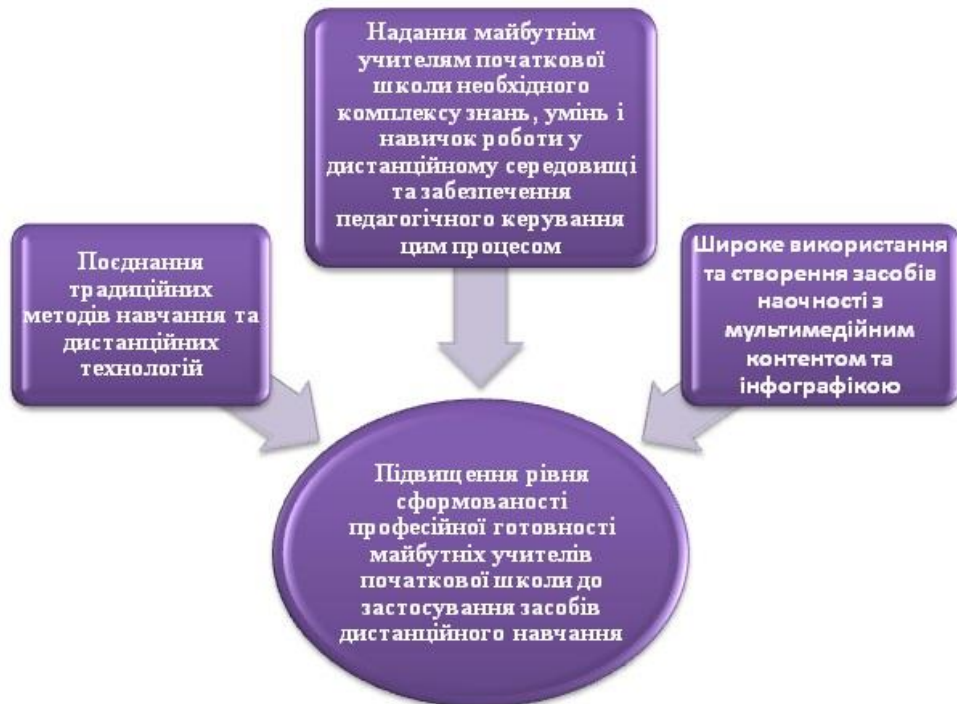 Надання майбутнім
учителям початкової
школи необхідного
комплексу знань, умінь і
навичок роботи у
дистанційному середовищі
та забезпечення
педагогічного керування
цим процесом
Поєднання
традиційних
методів навчання та
дистанційних
технологій
Широке використання
та створення засобів
наочності з
мультимедійним
контентом та
інфографікою
Підвищення рівня
сформованості
професійної готовності
майбутніх учителів
початкової школи до
застосування засобів
дистанційного навчання